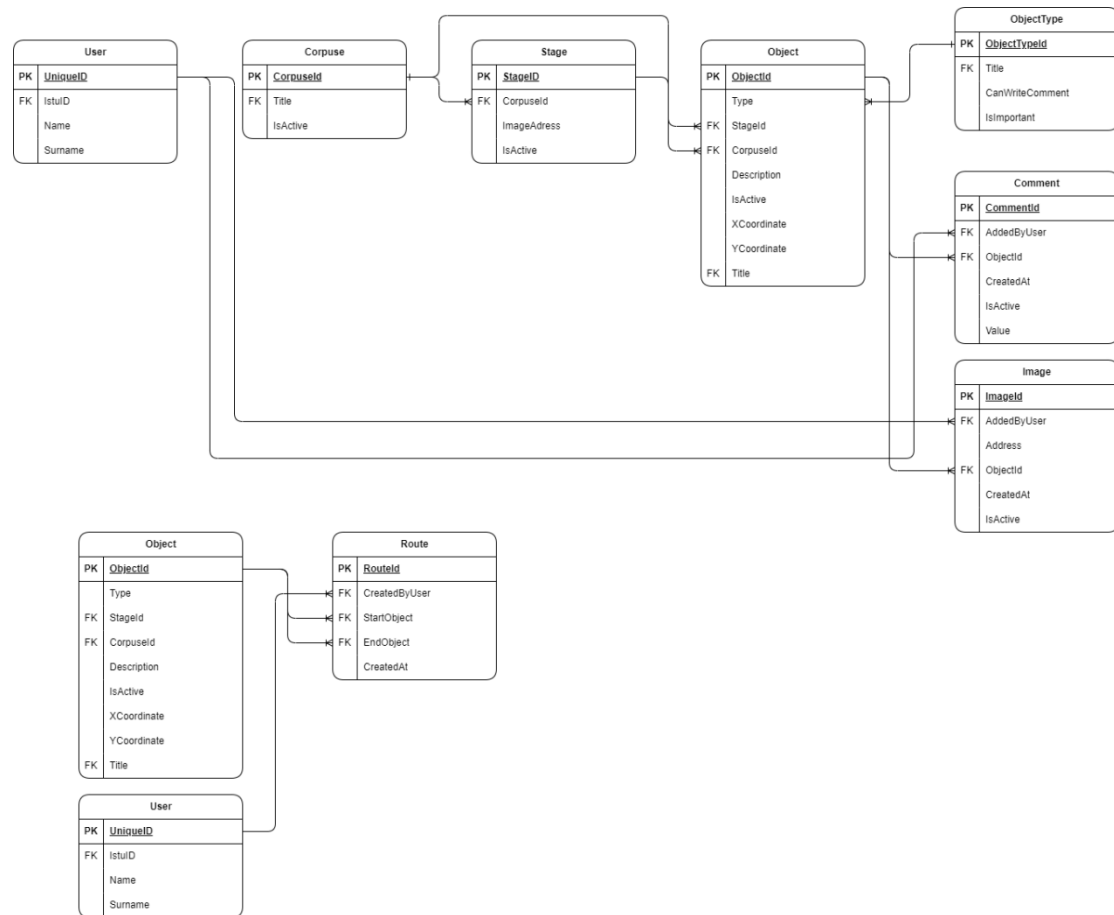 User
PK UniqueID
FK IstuID
Name
Surname
Corpuse
PK CorpuseId
FK Title
IsActive
Stage
PK StageID
FK CorpuseId
ImageAdress
IsActive
Object
PK ObjectId
Type
FK StageId
FK CorpuseId
Description
IsActive
XCoordinate
YCoordinate
FK Title
ObjectType
PK ObjectTypeId
FK Title
CanWriteComment
IsImportant
Comment
PK CommentId
FK AddedByUser
FK ObjectId
CreatedAt
IsActive
Value
Image
PK ImageId
FK AddedByUser
Address
FK ObjectId
CreatedAt
IsActive
Object
PK ObjectId
Type
FK StageId
FK CorpuseId
Description
IsActive
XCoordinate
YCoordinate
FK Title
Route
PK RouteId
FK CreatedByUser
FK StartObject
FK EndObject
CreatedAt
User
PK UniqueID
FK IstuID
Name
Surname